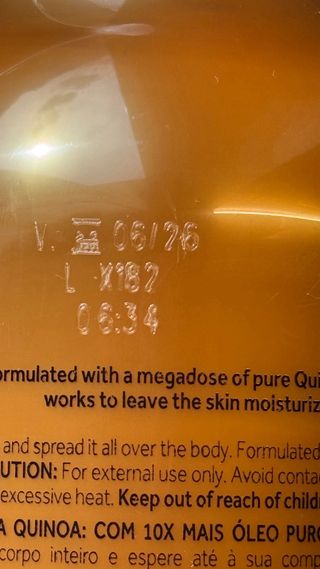 V. 06/26
L X182
06:34
ormulated with a megadose of pure Qui
works to leave the skin moisturiz
and spread it all over the body. Formulated
UTION: For external use only. Avoid contac
excessive heat. Keep out of reach of childr
A QUINOA: COM 10X MAIS ÓLEO PURO
corpo inteiro e espere até à sua comp